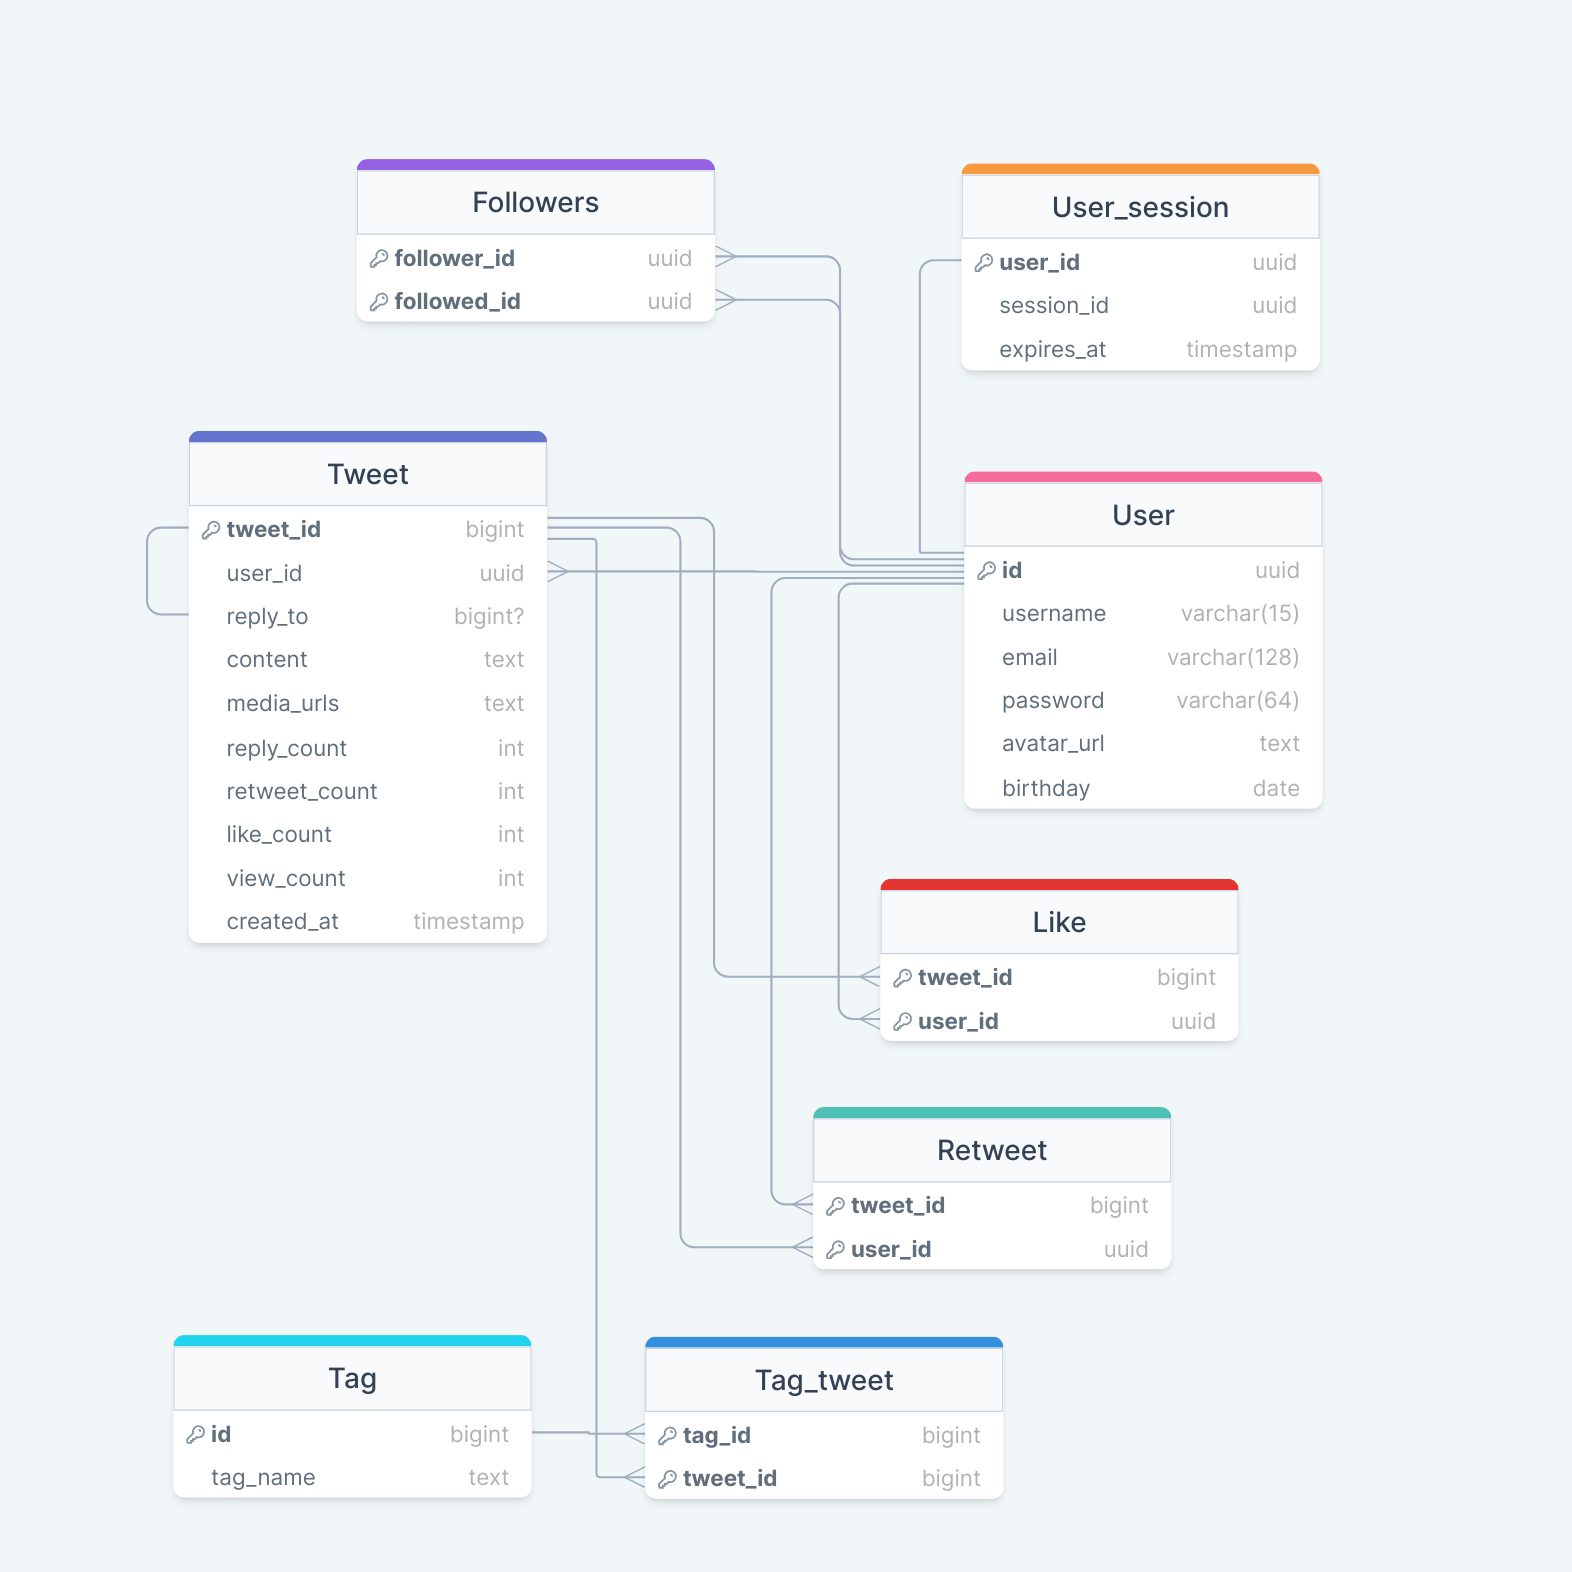 Followers
follower_id uuid
followed_id uuid
User_session
user_id uuid
session_id uuid
expires_at timestamp
Tweet
tweet_id bigint
user_id uuid
reply_to bigint?
content text
media_urls text
reply_count int
retweet_count int
like_count int
view_count int
created_at timestamp
User
id uuid
username varchar(15)
email varchar(128)
password varchar(64)
avatar_url text
birthday date
Like
tweet_id bigint
user_id uuid
Retweet
tweet_id bigint
user_id uuid
Tag
id bigint
tag_name text
Tag_tweet
tag_id bigint
tweet_id bigint